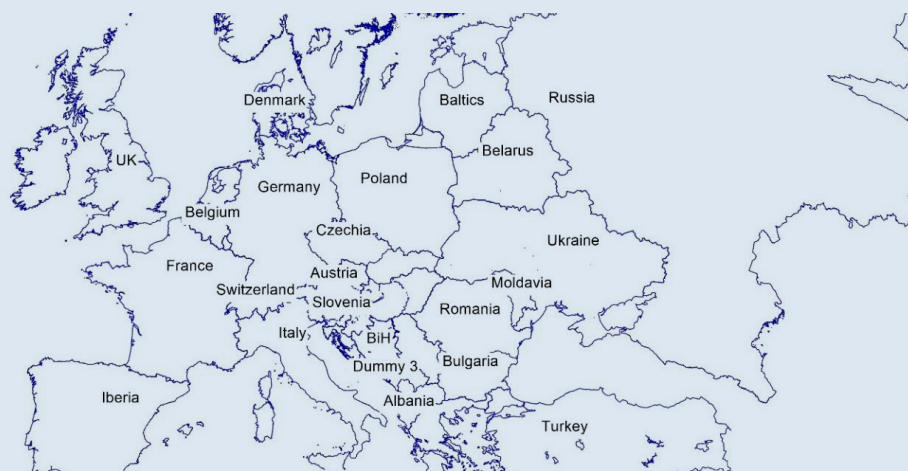 Russia
Denmark
Baltics
Belarus
UK
Poland
Germany
Belgium
Czechia
Ukraine
France
Austria
Switzerland
Moldavia
Slovenia
Romania
Italy
BiH
Bulgaria
Dummy 3.
Iberia
Albania
Turkey